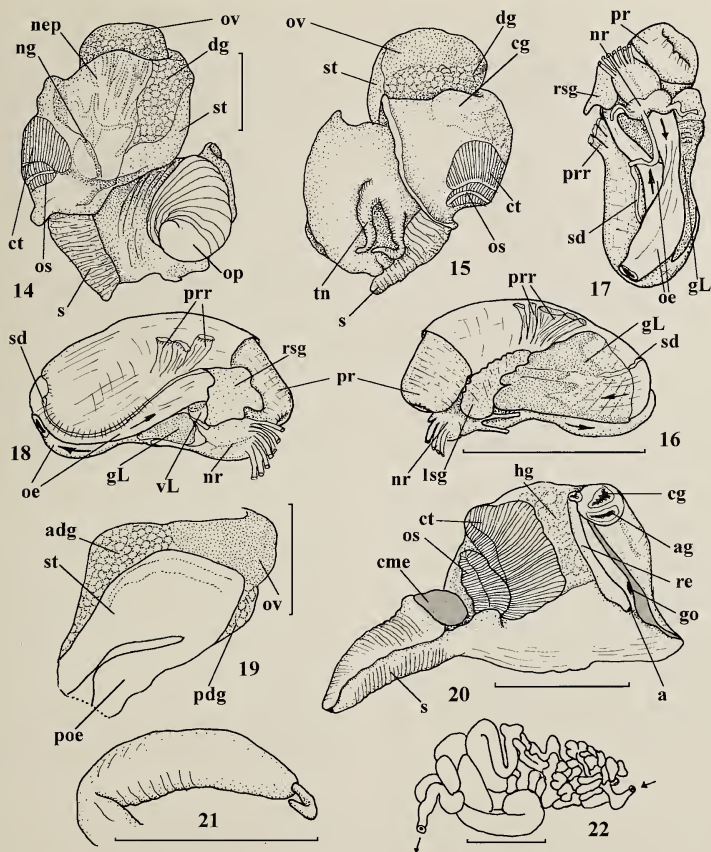 ov
nep
ng
dg
st
ct
os
s
op
14
ov
st
dg
cg
ct
os
tn
s
15
pr
nr
rsg
prr
sd
oe
gL
17
prr
sd
rsg
pr
oe
gL
vL
nr
18
prr
gL
sd
nr
lsg
16
adg
st
ov
pdg
poe
19
hg
ct
os
cme
s
cg
ag
re
go
a
20
21
22